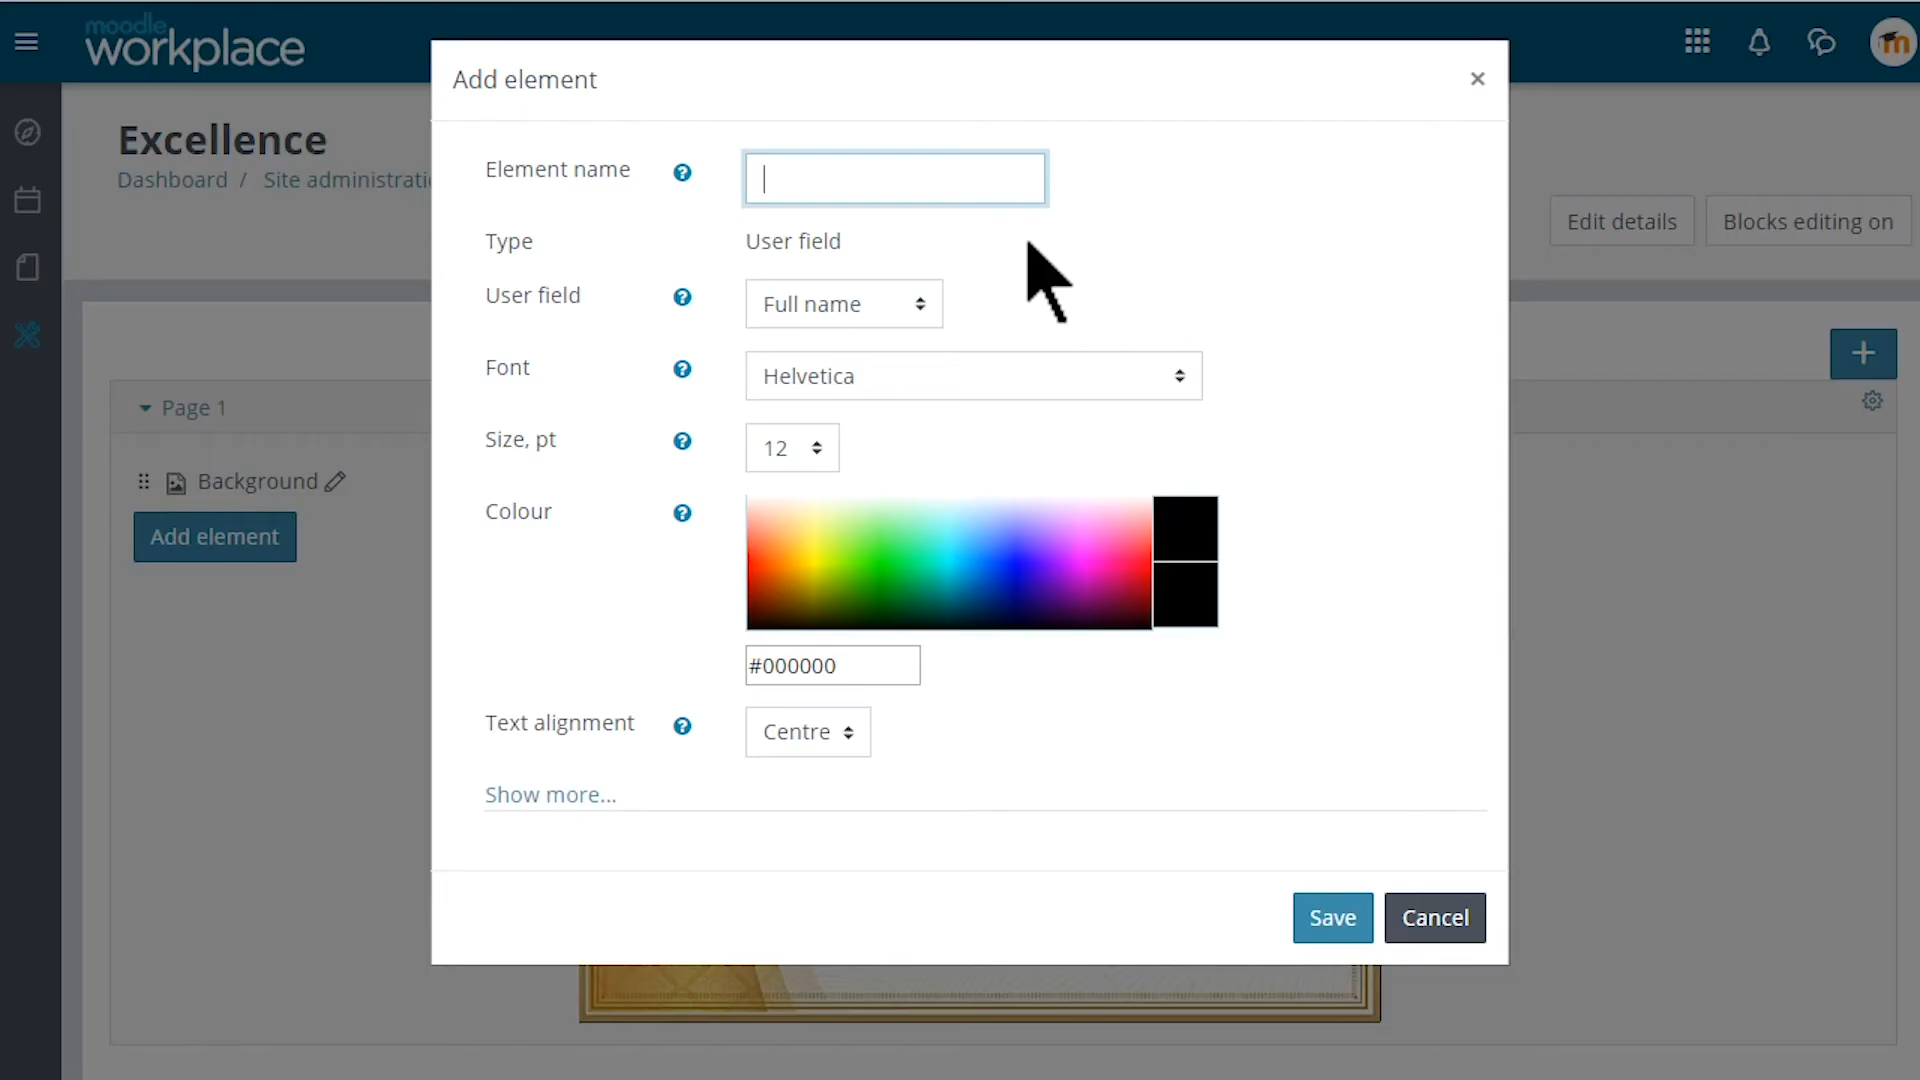 moodle
workplace
Add element
×
Excellence
Dashboard / Site administrati
Edit details
Blocks editing on
Element name
Type
User field
User field
Full name
Font
Helvetica
Size, pt
12
Colour
#000000
Text alignment
Centre
Show more...
Page 1
Background
Add element
Save
Cancel